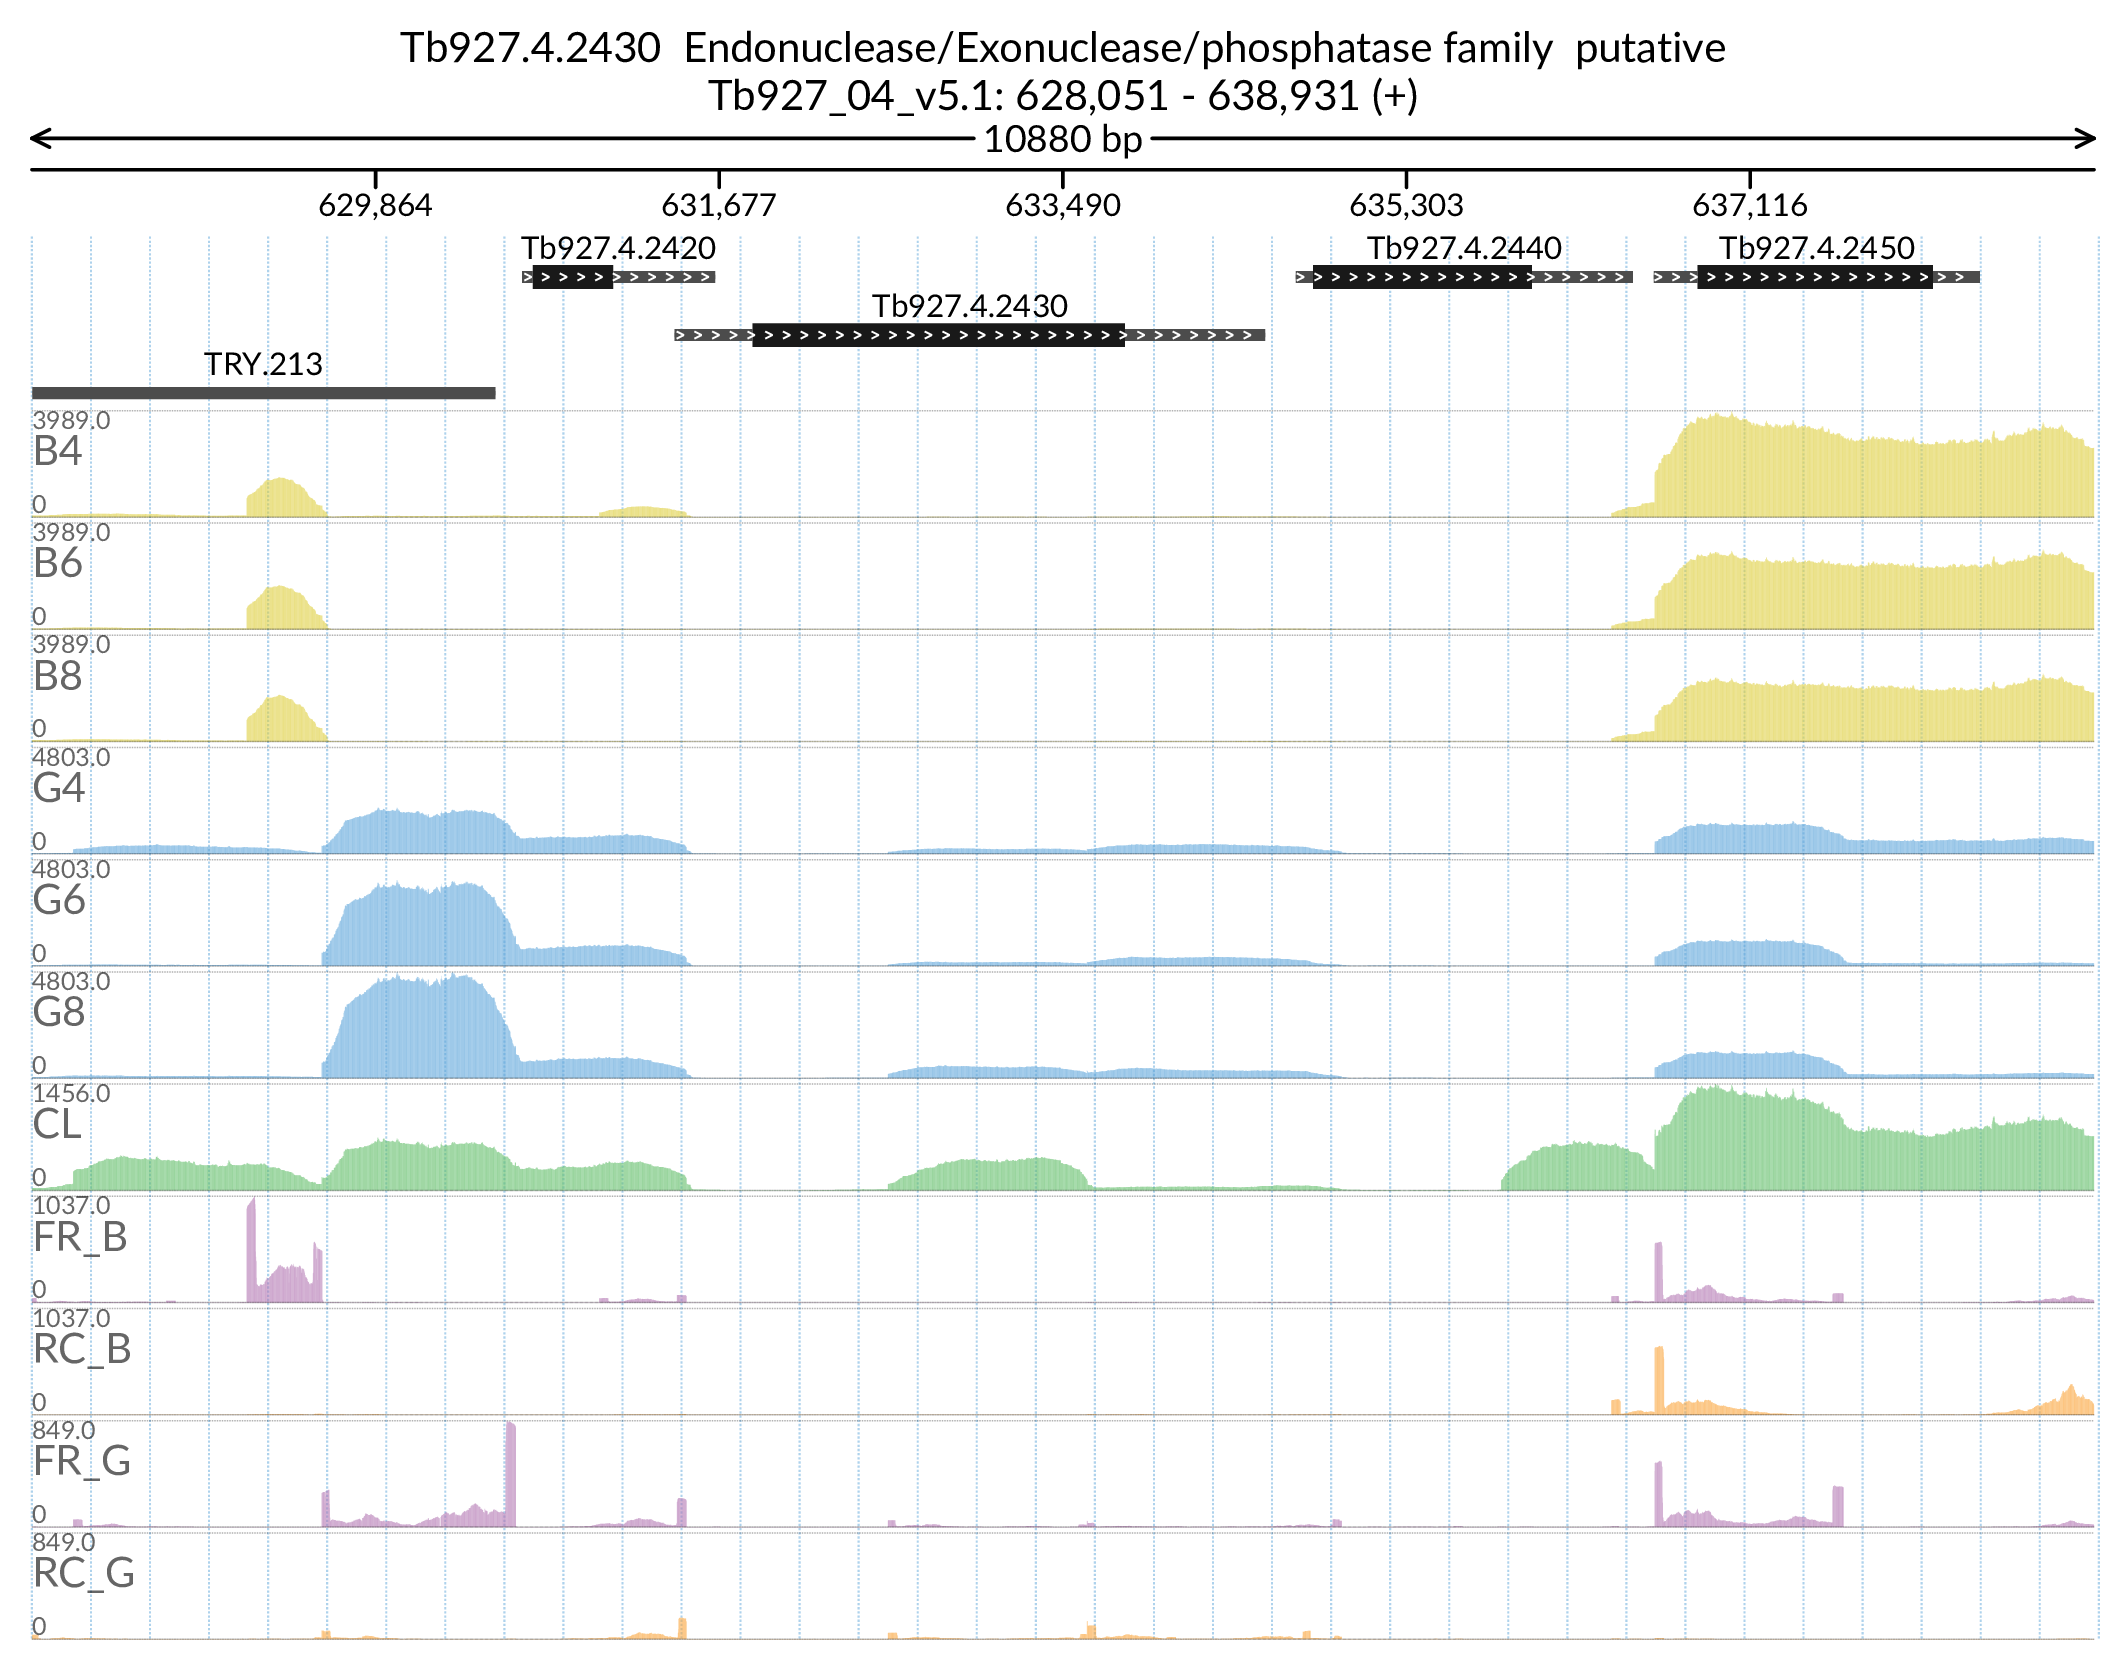 Tb927.4.2430  Endonuclease/Exonuclease/phosphatase family  putative
Tb927_04_v5.1: 628,051 - 638,931 (+)
10880 bp
629,864 631,677 633,490 635,303 637,116
Tb927.4.2420 Tb927.4.2440 Tb927.4.2450
Tb927.4.2430
TRY.213
3989.0
B4
0
3989.0
B6
0
3989.0
B8
0
4803.0
G4
0
4803.0
G6
0
4803.0
G8
0
1456.0
CL
0
1037.0
FR_B
0
1037.0
RC_B
0
849.0
FR_G
0
849.0
RC_G
0